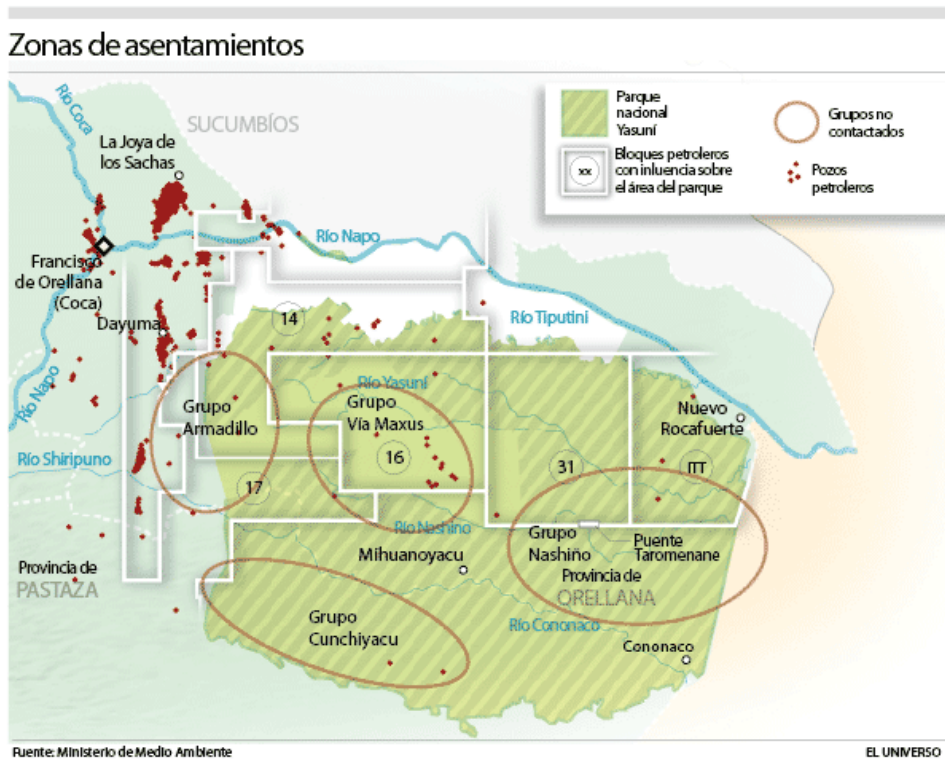 Zonas de asentamientos
Río Coca
SUCUMBÍOS
La Joya de
los Sachas
Parque
nacional
Yasuní
Grupos no
contactados
xx
Bloques petroleros
con inluencia sobre
el área del parque
Pozos
petroleros
Río Napo
Francisco
de Orellana
(Coca)
Dayuma
14
Río Tiputini
Río Napo
Río Yasuní
Grupo
Armadillo
Grupo
Vía Maxus
Nuevo
Rocafuerte
Río Shiripuno
16
31
ITT
17
Río Nashino
Grupo
Nashiño
Puente
Taromenane
Mihuanoyacu
Provincia de
PASTAZA
Provincia de
ORELLANA
Grupo
Cunchiyacu
Río Cononaco
Cononaco
Fuente: Ministerio de Medio Ambiente
EL UNIVERSO